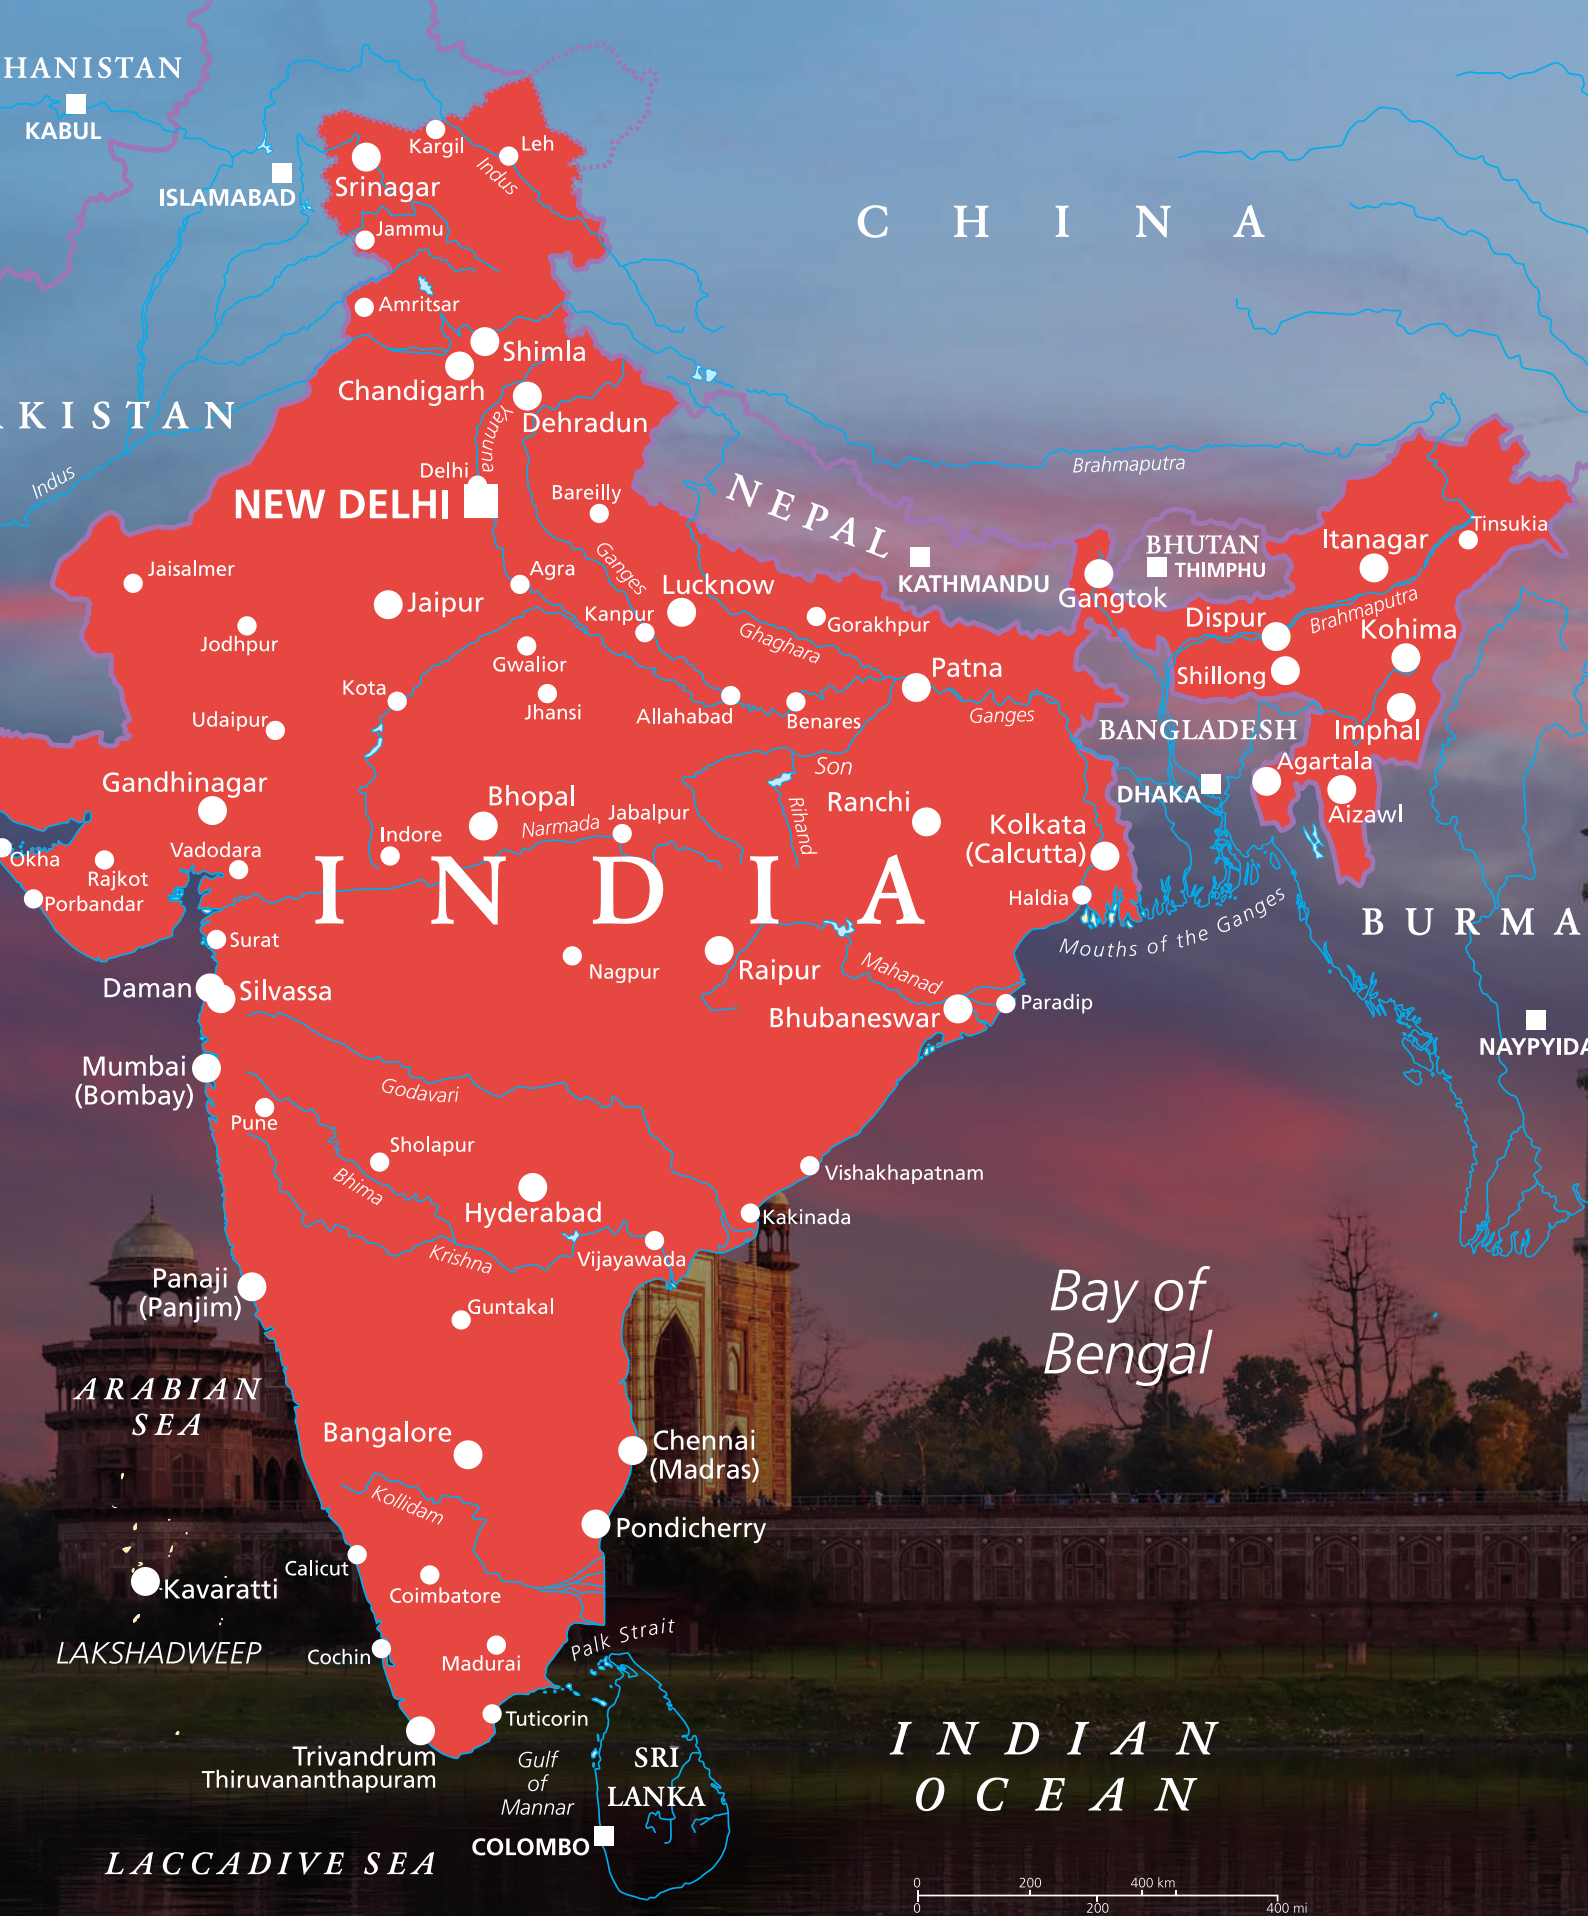 HANISTAN
KABUL
ISLAMABAD
Kargil
Leh
Indus
Srinagar
Jammu
CHINA
Amritsar
Shimla
Chandigarh
KISTAN
Dehradun
Yamuna
Indus
Delhi
NEW DELHI
Bareilly
Brahmaputra
NEPAL
KATHMANDU
BHUTAN
THIMPHU
Itanagar
Tinsukia
Jaisalmer
Agra
Ganges
Lucknow
Gangtok
Jaipur
Kanpur
Gorakhpur
Dispur
Brahmaputra
Kohima
Jodhpur
Gwalior
Ghaghara
Patna
Shillong
Kota
Jhansi
Allahabad
Benares
Ganges
Udaipur
BANGLADESH
Imphal
Agartala
Gandhinagar
Son
Bhopal
Narmada
Jabalpur
Rihand
Ranchi
DHAKA
Aizawl
Kolkata
(Calcutta)
Indore
Vadodara
Okha
Rajkot
Porbandar
INDIA
Haldia
Mouths of the Ganges
BURMA
Surat
Nagpur
Raipur
Mahanad
Daman
Silvassa
Bhubaneswar
Paradip
NAYPYIDA
Mumbai
(Bombay)
Godavari
Pune
Sholapur
Bhima
Vishakhapatnam
Hyderabad
Kakinada
Krishna
Vijayawada
Panaji
(Panjim)
Guntakal
Bay of
Bengal
ARABIAN
SEA
Bangalore
Chennai
(Madras)
Kollidam
Pondicherry
Calicut
Kavaratti
Coimbatore
LAKSHADWEEP
Cochin
Madurai
Palk Strait
Tuticorin
Trivandrum
Thiruvananthapuram
Gulf
of
Mannar
SRI
LANKA
INDIAN
OCEAN
COLOMBO
LACCADIVE SEA
0 200 400 km
0 200 400 mi